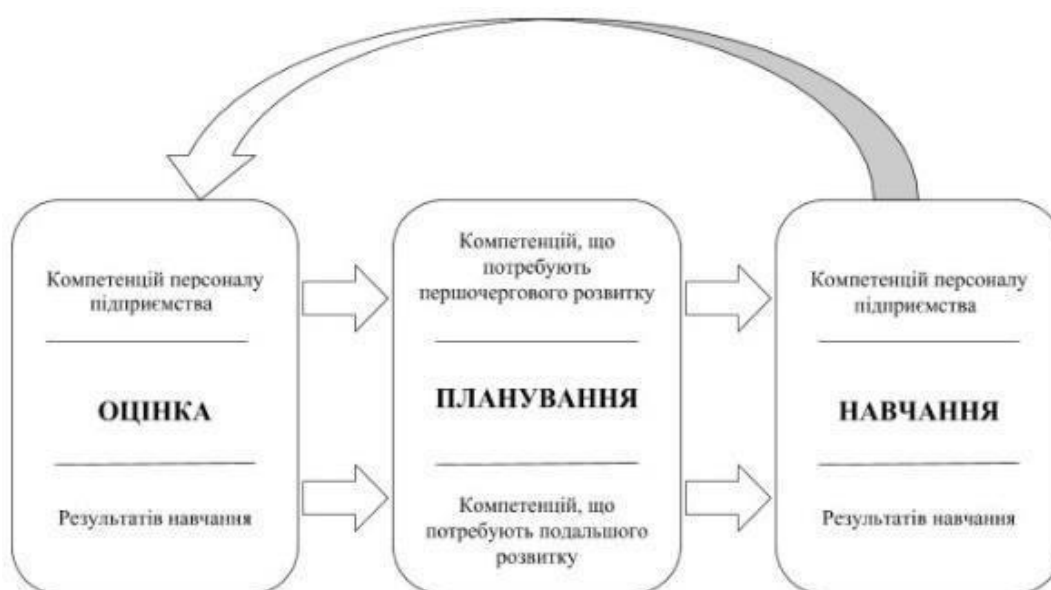 Компетенцій персоналу
підприємства
ОЦІНКА
Результатів навчання
Компетенцій, що
потребують
першочергового розвитку
ПЛАНУВАННЯ
Компетенцій, що
потребують подальшого
розвитку
Компетенцій персоналу
підприємства
НАВЧАННЯ
Результатів навчання